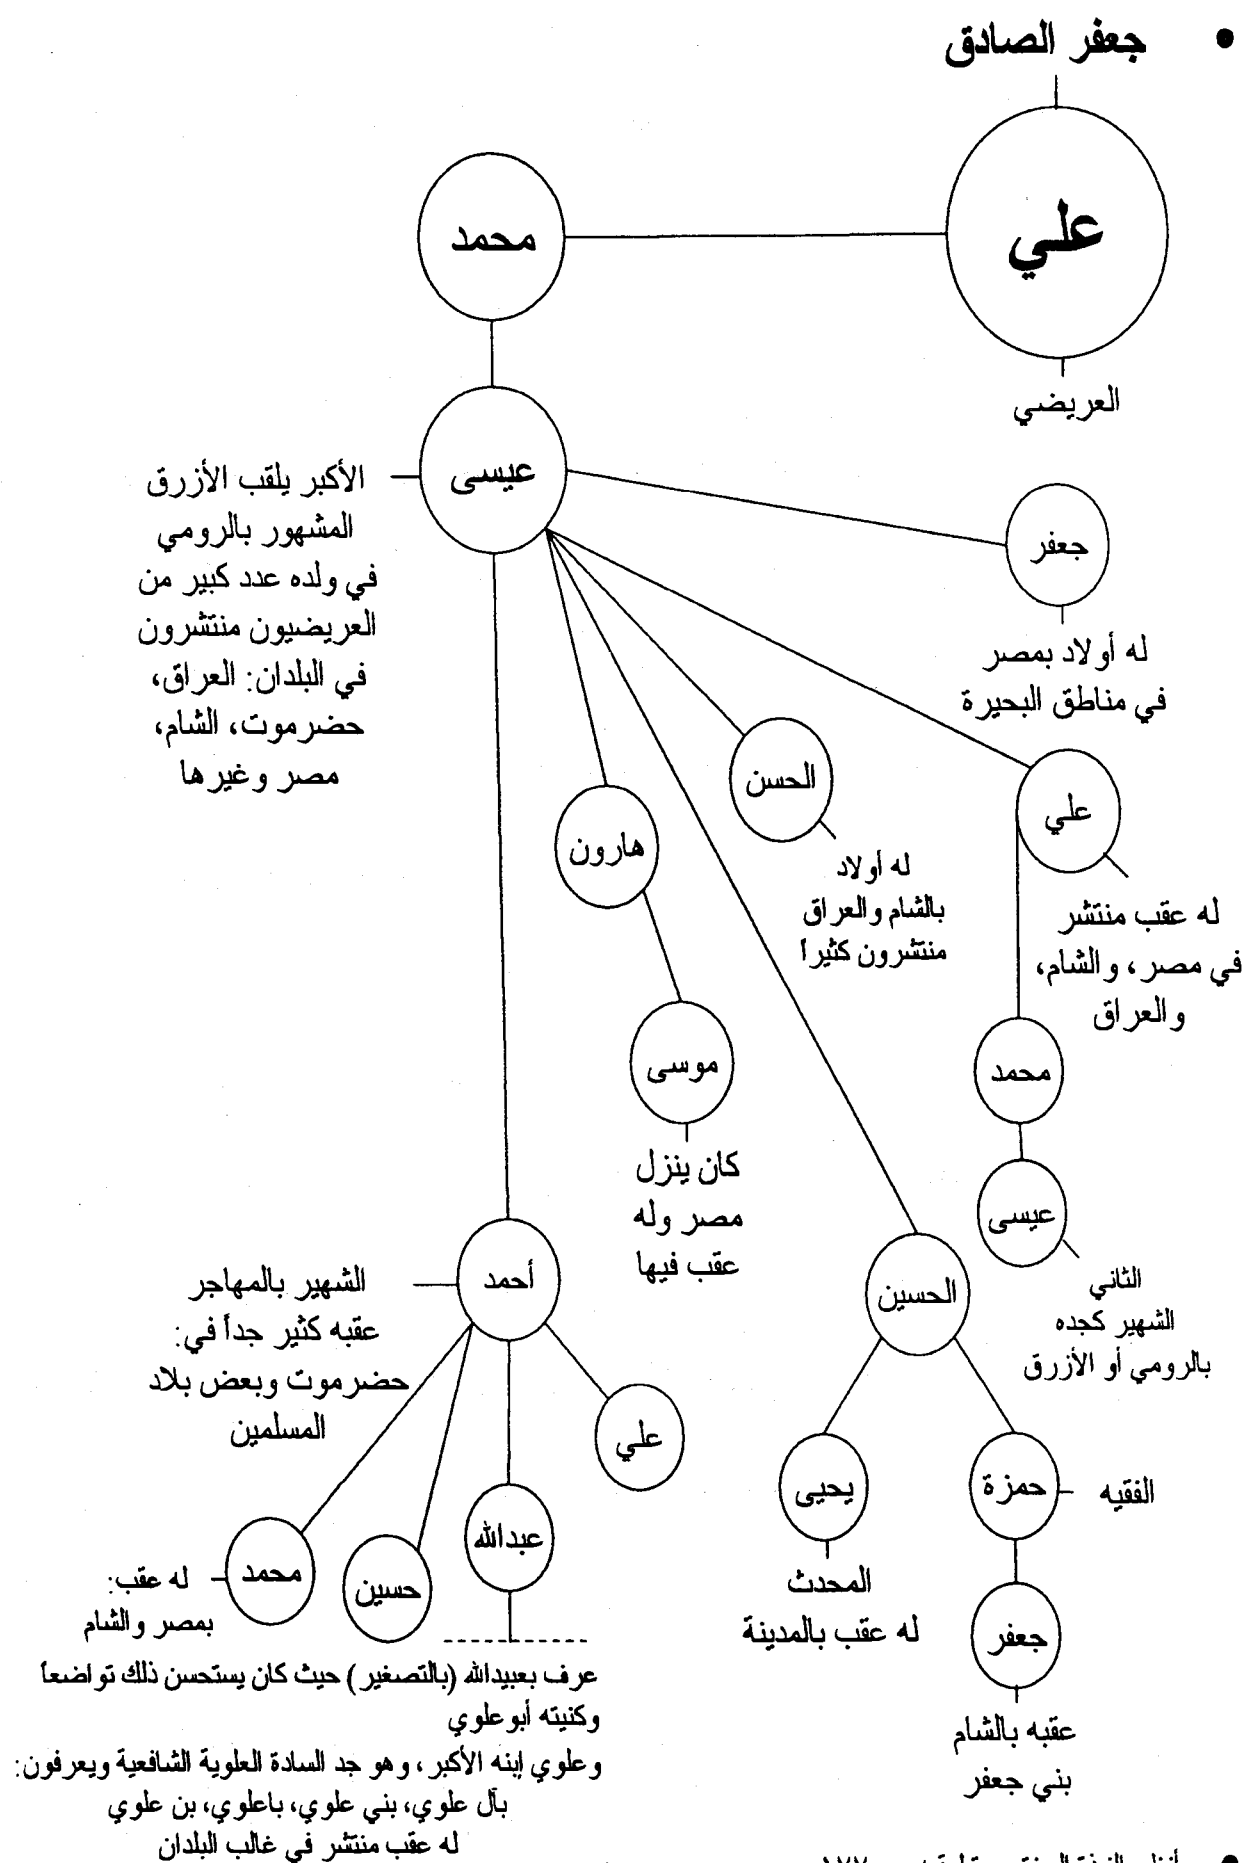 • جعفر الصادق
علي
محمد
العريضي
عيسى
الأكبر يلقب الأزرق
المشهور بالرومي
في ولده عدد كبير من
العريضيون منتشرون
في البلدان: العراق،
حضرموت، الشام،
مصر وغيرها
جعفر
له أولاد بمصر
في مناطق البحيرة
علي
له عقب منتشر
في مصر، والشام،
والعراق
محمد
عيسى
الثاني
الشهير كجده
بالرومي أو الأزرق
الحسن
له أولاد
بالشام والعراق
منتشرون كثيراً
هارون
موسى
كان ينزل
مصر وله
عقب فيها
الحسين
حمزة
الفقيه
جعفر
عقبه بالشام
بني جعفر
يحيى
المحدث
له عقب بالمدينة
أحمد
الشهير بالمهاجر
عقبه كثير جداً في:
حضرموت وبعض بلاد
المسلمين
علي
عبدالله
حسين
محمد
له عقب:
بمصر والشام
عرف بعبيدالله (بالتصغير) حيث كان يستحسن ذلك تواضعاً
وكنيته أبو علوي
وعلوي إبنه الأكبر، وهو جد السادة العلوية الشافعية ويعرفون:
بآل علوي، بني علوي، باعلوي، بن علوي
له عقب منتشر في غالب البلدان